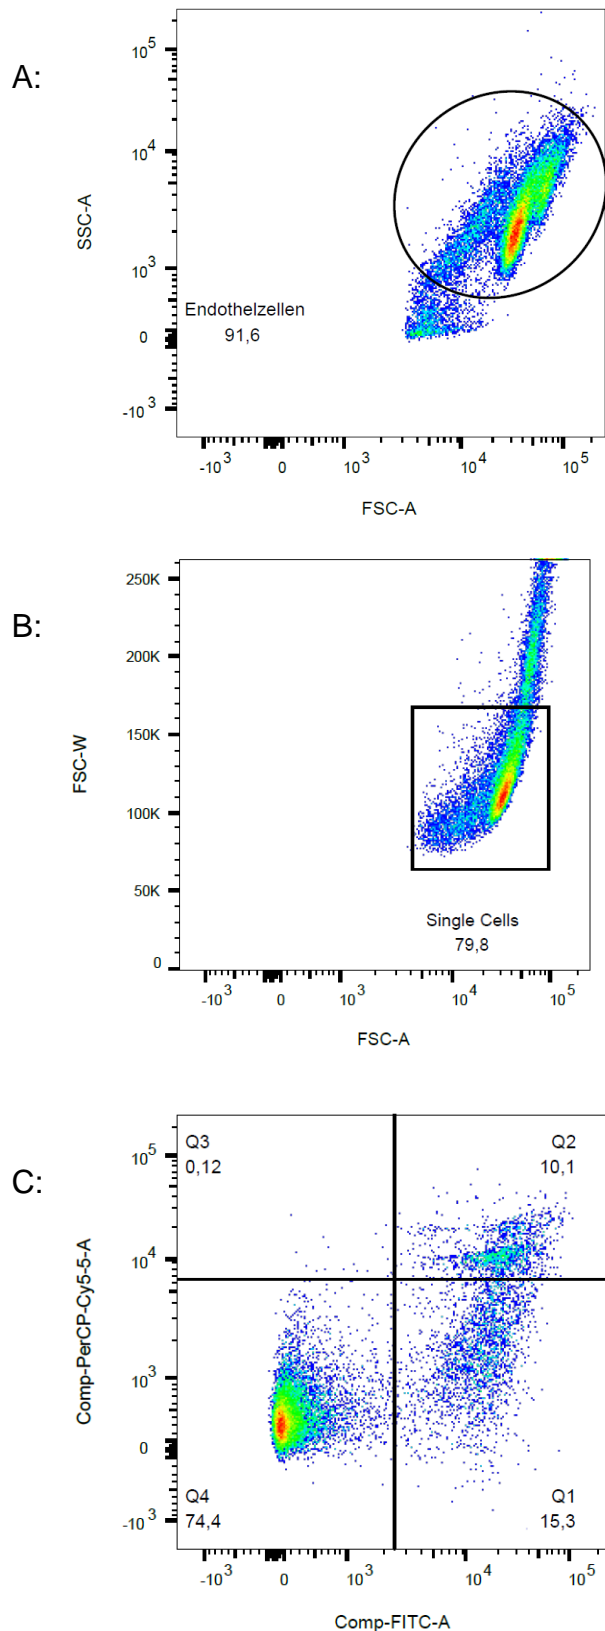 A:
10^5
10^4
10^3
0
-10^3
SSC-A
Endothelzellen
91,6
-10^3 0 10^3 10^4 10^5
FSC-A
B:
250K
200K
150K
100K
50K
0
FSC-W
Single Cells
79,8
-10^3 0 10^3 10^4 10^5
FSC-A
C:
Q3
0,12
Q2
10,1
10^5
10^4
10^3
0
-10^3
Comp-PerCP-Cy5-5-A
Q4
74,4
Q1
15,3
-10^3 0 10^3 10^4 10^5
Comp-FITC-A